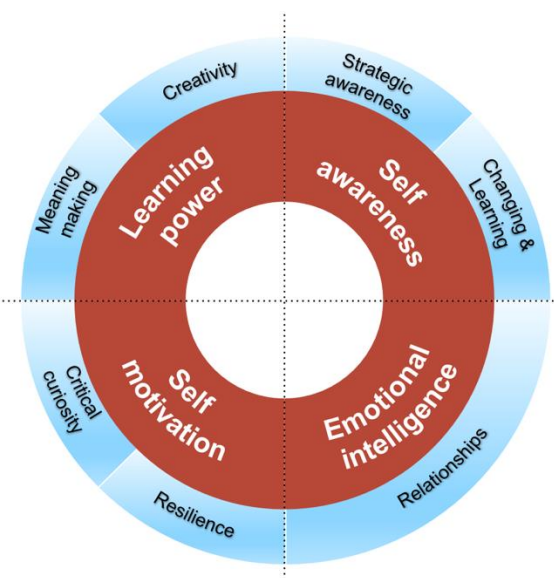 Creativity
Strategic
awareness
Meaning
making
Learning
power
Self
awareness
Changing &
Learning
Critical
curiosity
Self
motivation
Emotional
intelligence
Resilience
Relationships